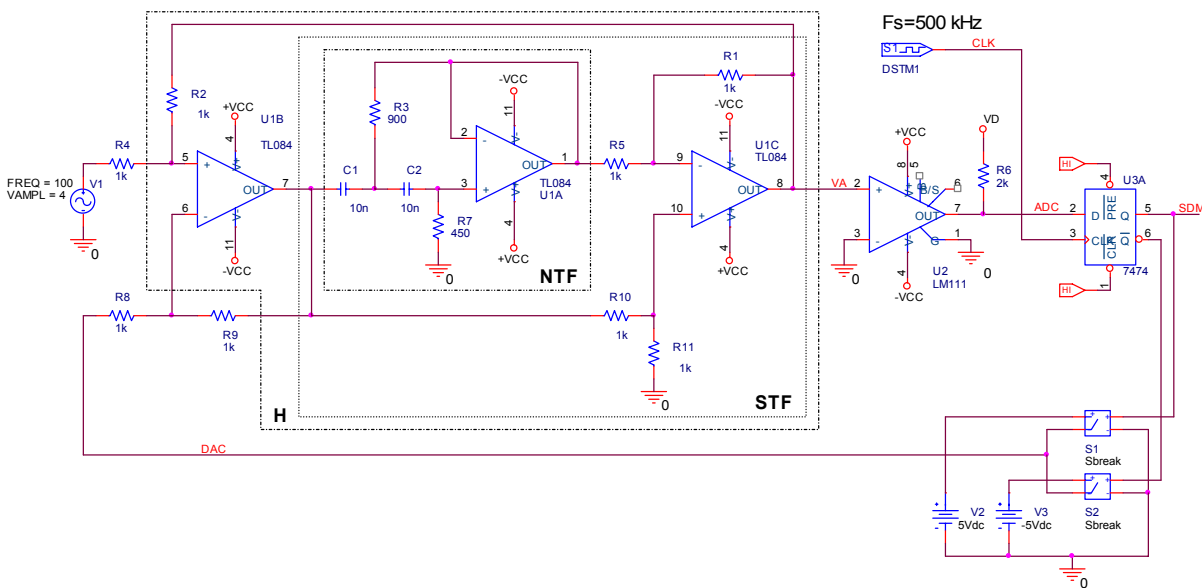 Fs=500 kHz
S1
CLK
DSTM1
R2
1k
R4
1k
FREQ = 100
VAMPL = 4
V1
0
+VCC
4
U1B
TL084
5
+
V+
OUT
7
6
-
V-
11
-VCC
R3
900
C1
10n
C2
10n
-VCC
11
2
-
V-
OUT
1
3
+
V+
TL084
U1A
4
+VCC
R7
450
0
NTF
R5
1k
R1
1k
-VCC
11
U1C
TL084
9
-
V-
OUT
8
10
+
V+
4
+VCC
R10
1k
R11
1k
0
STF
H
R8
1k
R9
1k
VA
+VCC
8
5
2
+
V+
B/S
6
OUT
7
3
-
V-
G
1
4
-VCC
U2
LM111
0
0
VD
R6
2k
ADC
HI
4
U3A
2
D
PRE
Q
5
SDM
3
CLK
Q
6
CLR
1
7474
HI
DAC
S1
Sbreak
S2
Sbreak
+
-
V2
5Vdc
+
-
V3
-5Vdc
0